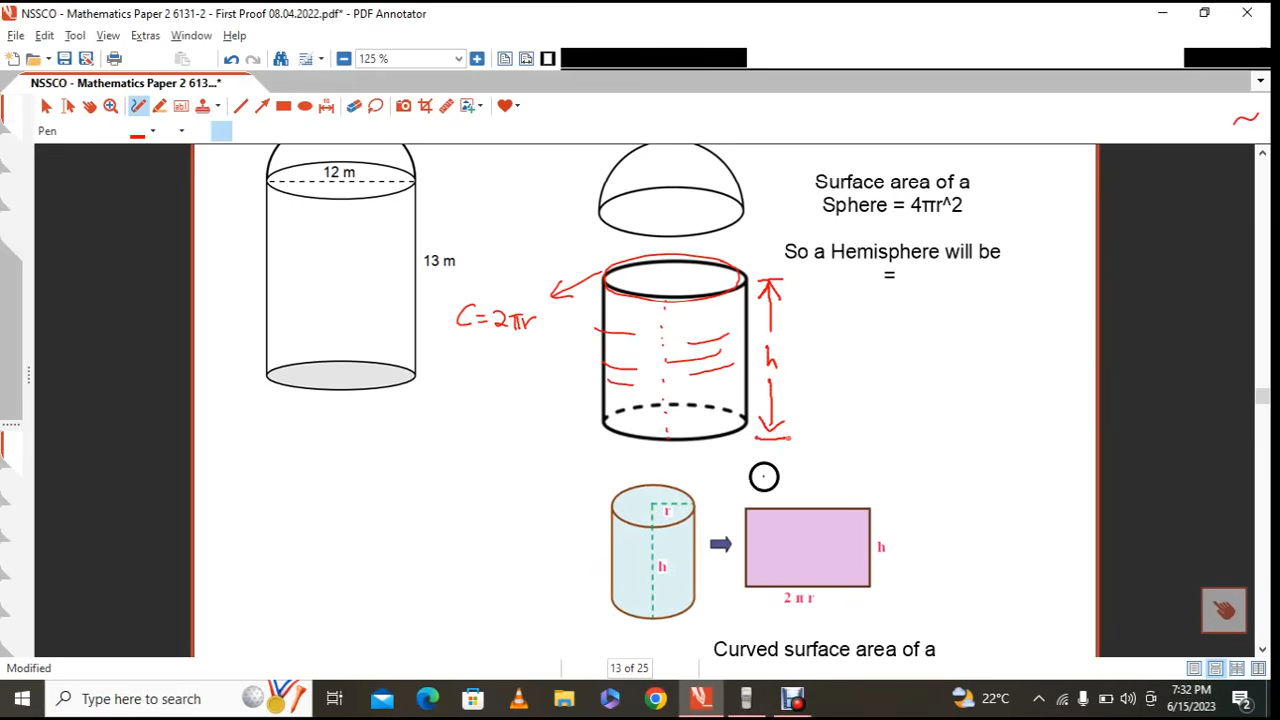 NSSCO - Mathematics Paper 2 6131-2 - First Proof 08.04.2022.pdf* - PDF Annotator
File Edit Tool View Extras Window Help
125 %
NSSCO - Mathematics Paper 2 613...*
Pen
12 m
13 m
Surface area of a
Sphere = 4πr^2
So a Hemisphere will be
=
C=2πr
h
r
h
h
2 π r
Curved surface area of a
Modified
13 of 25
Type here to search
22°C
7:32 PM
6/15/2023
2